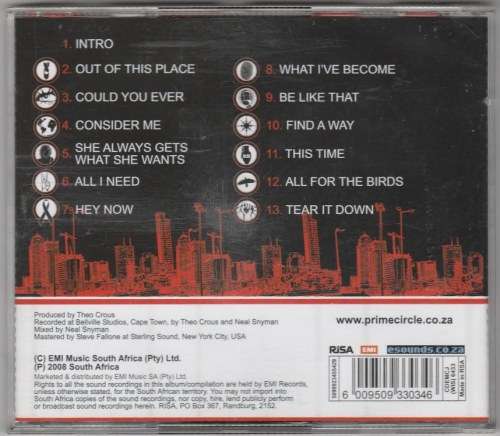 1. INTRO
2. OUT OF THIS PLACE
3. COULD YOU EVER
4. CONSIDER ME
5. SHE ALWAYS GETS
WHAT SHE WANTS
6. ALL I NEED
7. HEY NOW
8. WHAT I'VE BECOME
9. BE LIKE THAT
10. FIND A WAY
11. THIS TIME
12. ALL FOR THE BIRDS
13. TEAR IT DOWN
Produced by Theo Crous
Recorded at Bellville Studios, Cape Town, by Theo Crous and Neal Snyman
Mixed by Neal Snyman
Mastered by Steve Fallone at Sterling Sound, New York City, USA
www.primecircle.co.za
(C) EMI Music South Africa (Pty) Ltd.
(P) 2008 South Africa
Marketed & distributed by EMI Music SA (Pty) Ltd.
Rights to all the sound recordings in this album/compilation are held by EMI Records,
unless otherwise stated, for the South African territory. You may not import into
South Africa copies of the sound recordings, nor copy, hire, lend publicly perform
or broadcast sound recordings herein. RiSA, PO Box 367, Randburg, 2152.
RiSA EMI esounds.co.za
6 009509 330346
Made in RSA